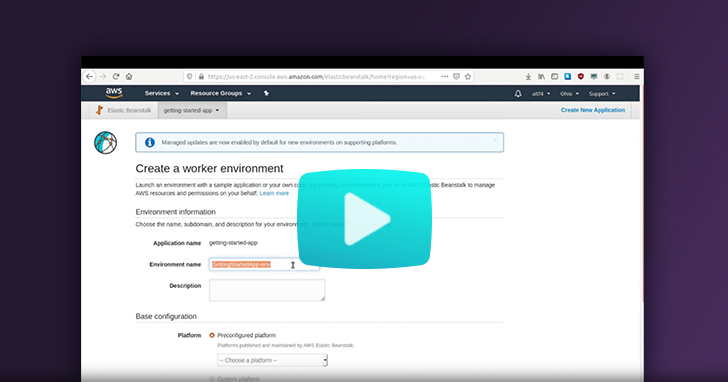 https://us-east-2.console.aws.amazon.com/elasticbeanstalk/home?region=us-e
aws Services Resource Groups altf4 Ohio Support
Elastic Beanstalk getting-started-app Create New Application
Managed updates are now enabled by default for new environments on supporting platforms.
Create a worker environment
Launch an environment with a sample application or your own code. Elastic Beanstalk to manage
AWS resources and permissions on your behalf. Learn more
Environment information
Choose the name, subdomain, and description for your environment.
Application name getting-started-app
Environment name GettingStartedApp-env
Description
Base configuration
Platform Preconfigured platform
Platforms published and maintained by AWS Elastic Beanstalk.
-- Choose a platform --
Custom platform